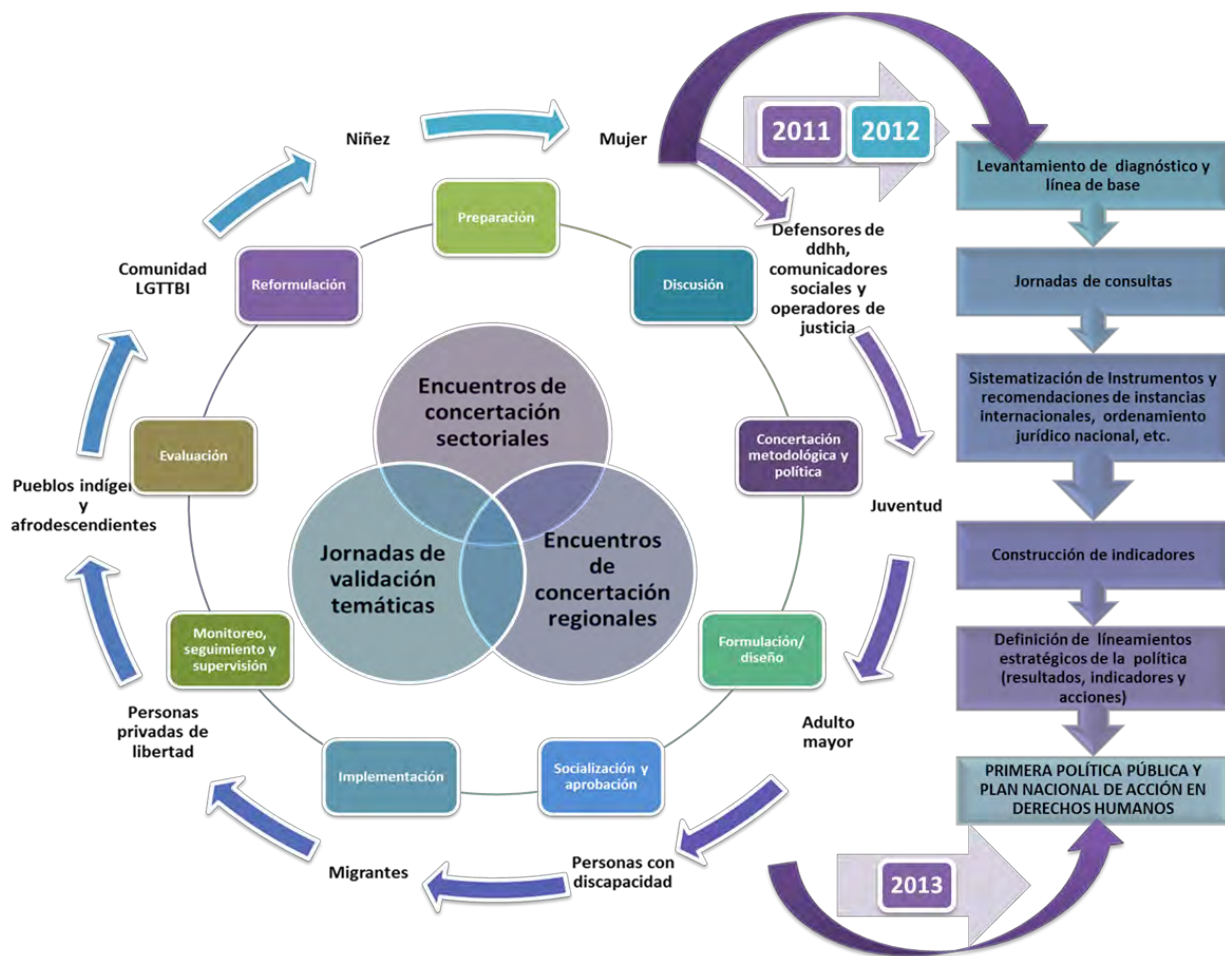 Niñez
Mujer
2011
2012
Levantamiento de diagnóstico y
línea de base
Preparación
Defensores de
ddhh,
comunicadores
sociales y
operadores de
justicia
Comunidad
LGTTBI
Reformulación
Discusión
Jornadas de consultas
Encuentros de
concertación
sectoriales
Sistematización de Instrumentos y
recomendaciones de instancias
internacionales, ordenamiento
jurídico nacional, etc.
Evaluación
Concertación
metodológica y
política
Pueblos indíger
y
afrodescendientes
Juventud
Jornadas de
validación
temáticas
Encuentros
de
concertación
regionales
Construcción de indicadores
Monitoreo,
seguimiento y
supervisión
Formulación/
diseño
Definición de líneamientos
estratégicos de la política
(resultados, indicadores y
acciones)
Personas
privadas de
libertad
Adulto
mayor
Implementación
Socialización y
aprobación
PRIMERA POLÍTICA PÚBLICA Y
PLAN NACIONAL DE ACCIÓN EN
DERECHOS HUMANOS
Migrantes
Personas con
discapacidad
2013